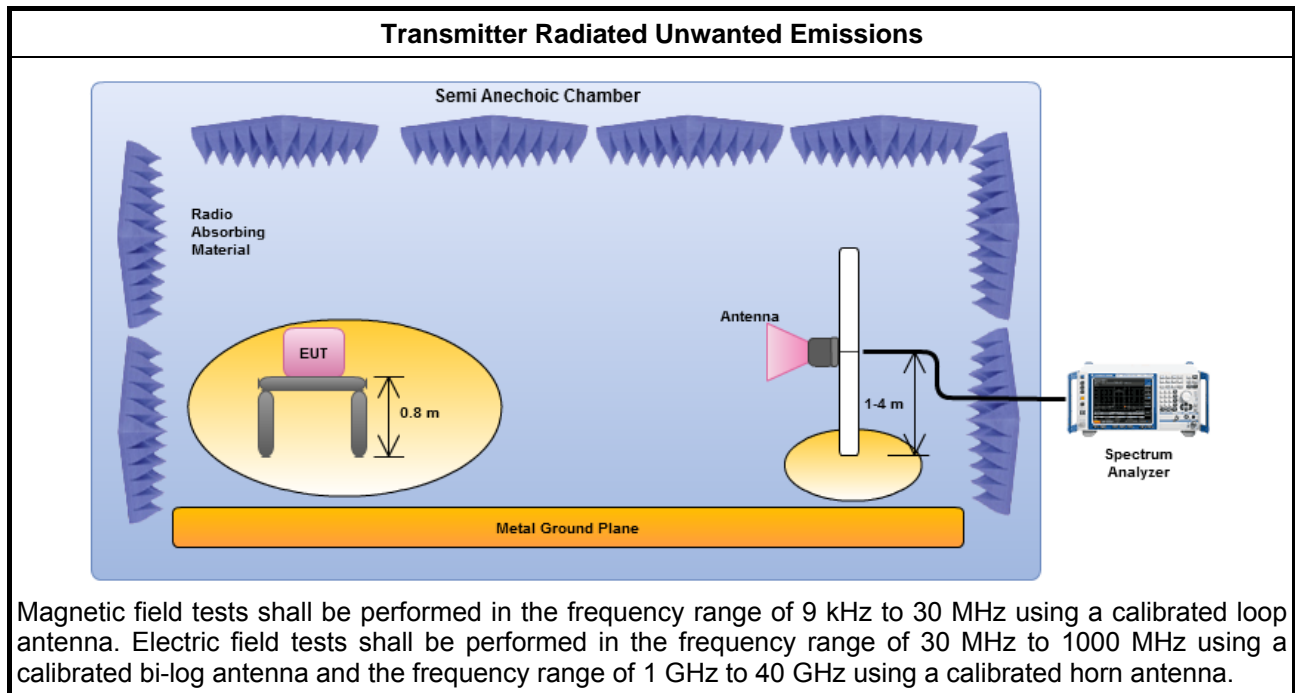 Transmitter Radiated Unwanted Emissions
Semi Anechoic Chamber
Radio
Absorbing
Material
Antenna
EUT
0.8 m
1-4 m
Spectrum
Analyzer
Metal Ground Plane
Magnetic field tests shall be performed in the frequency range of 9 kHz to 30 MHz using a calibrated loop
antenna. Electric field tests shall be performed in the frequency range of 30 MHz to 1000 MHz using a
calibrated bi-log antenna and the frequency range of 1 GHz to 40 GHz using a calibrated horn antenna.